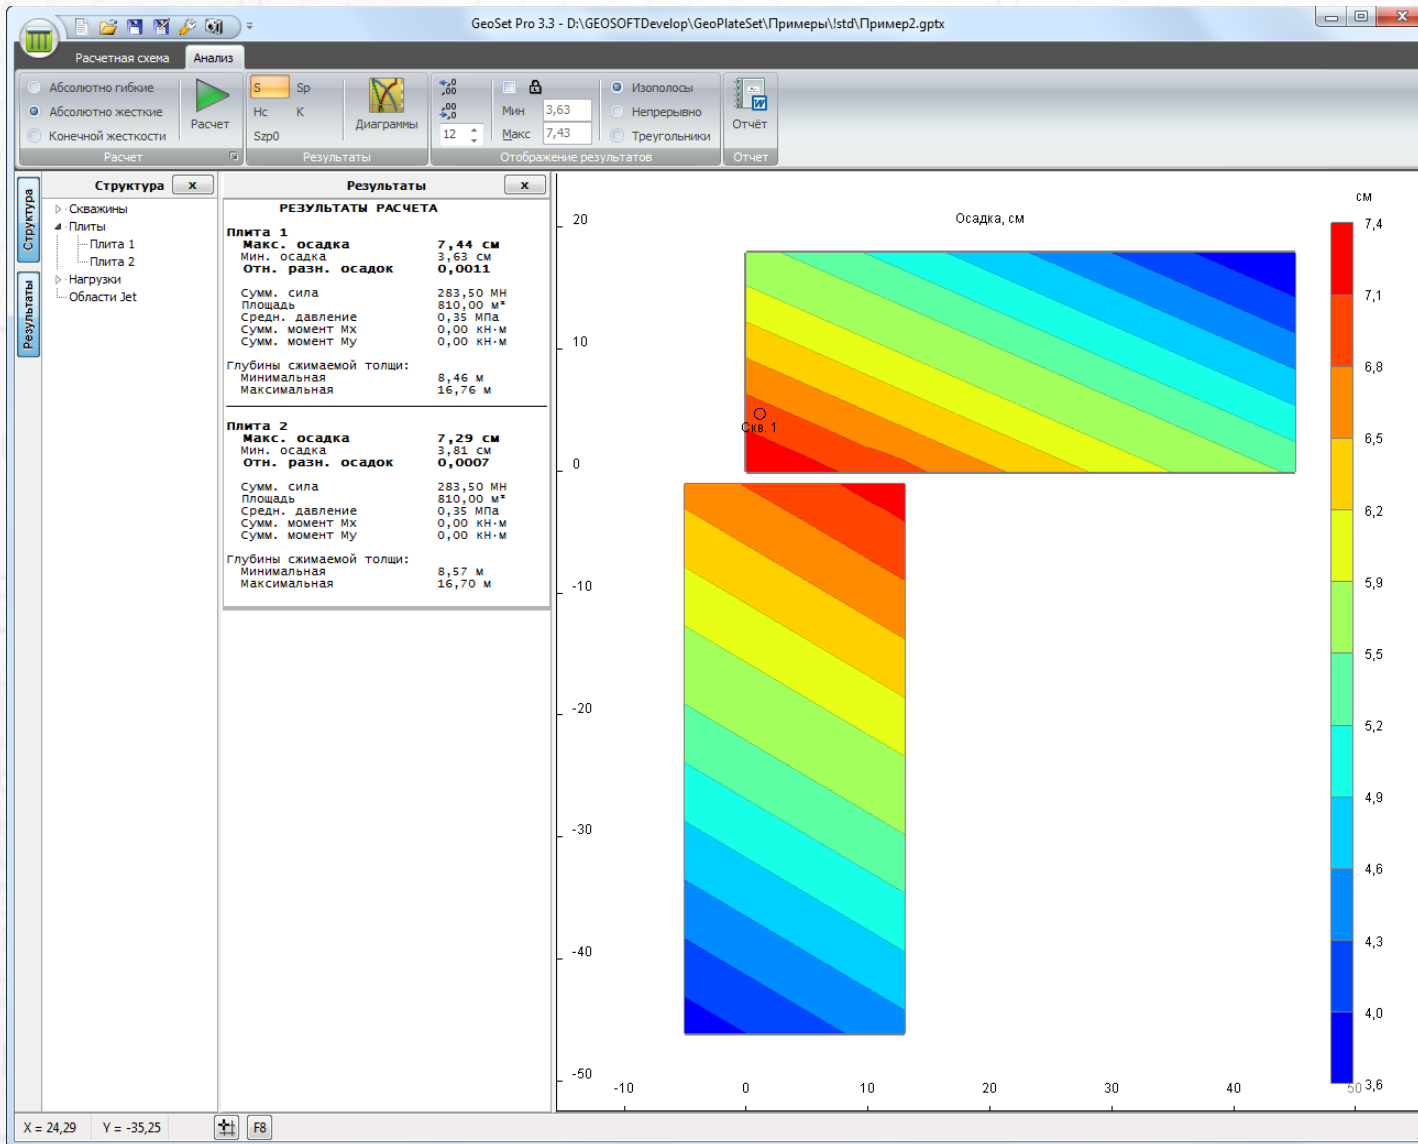 GeoSet Pro 3.3 - D:\GEOSOFTDevelop\GeoPlateSet\Примеры\!std\Пример2.gptx
Расчетная схема
Анализ
Абсолютно гибкие
Абсолютно жесткие
Конечной жесткости
Расчет
Расчет
S
Sp
Hc
K
Szp0
Диаграммы
Результаты
,0
,00
,00
,0
12
Мин
3,63
Макс
7,43
Изополосы
Непрерывно
Треугольники
Отображение результатов
W
Отчёт
Отчет
Структура
Результаты
Структура
x
Скважины
Плиты
Плита 1
Плита 2
Нагрузки
Области Jet
Результаты
x
РЕЗУЛЬТАТЫ РАСЧЕТА
Плита 1
Макс. осадка 7,44 см
Мин. осадка 3,63 см
Отн. разн. осадок 0,0011
Сумм. сила 283,50 МН
Площадь 810,00 м²
Средн. давление 0,35 МПа
Сумм. момент Mx 0,00 кН·м
Сумм. момент My 0,00 кН·м
Глубины сжимаемой толщи:
Минимальная 8,46 м
Максимальная 16,76 м
Плита 2
Макс. осадка 7,29 см
Мин. осадка 3,81 см
Отн. разн. осадок 0,0007
Сумм. сила 283,50 МН
Площадь 810,00 м²
Средн. давление 0,35 МПа
Сумм. момент Mx 0,00 кН·м
Сумм. момент My 0,00 кН·м
Глубины сжимаемой толщи:
Минимальная 8,57 м
Максимальная 16,70 м
Осадка, см
20
10
0
-10
-20
-30
-40
-50
Скв. 1
-10
0
10
20
30
40
50
см
7,4
7,1
6,8
6,5
6,2
5,9
5,5
5,2
4,9
4,6
4,3
4,0
3,6
X = 24,29
Y = -35,25
F8